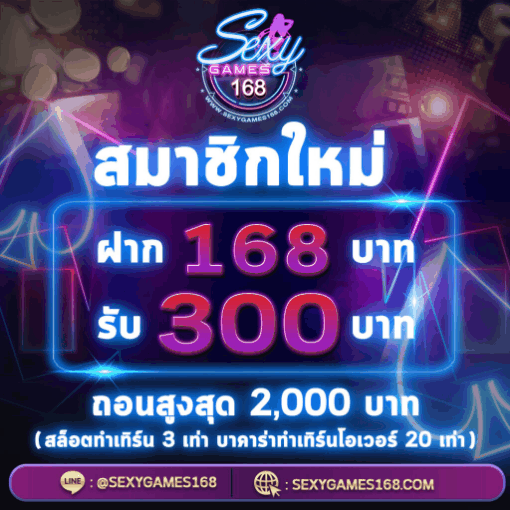 Sexy
GAMES
168
WWW.SEXYGAMES168.COM
สมาชิกใหม่
ฝาก 168 บาท
รับ 300 บาท
ถอนสูงสุด 2,000 บาท
(สล็อตทำเทิร์น 3 เท่า บาคาร่าทำเทิร์นโอเวอร์ 20 เท่า)
LINE : @SEXYGAMES168
: SEXYGAMES168.COM